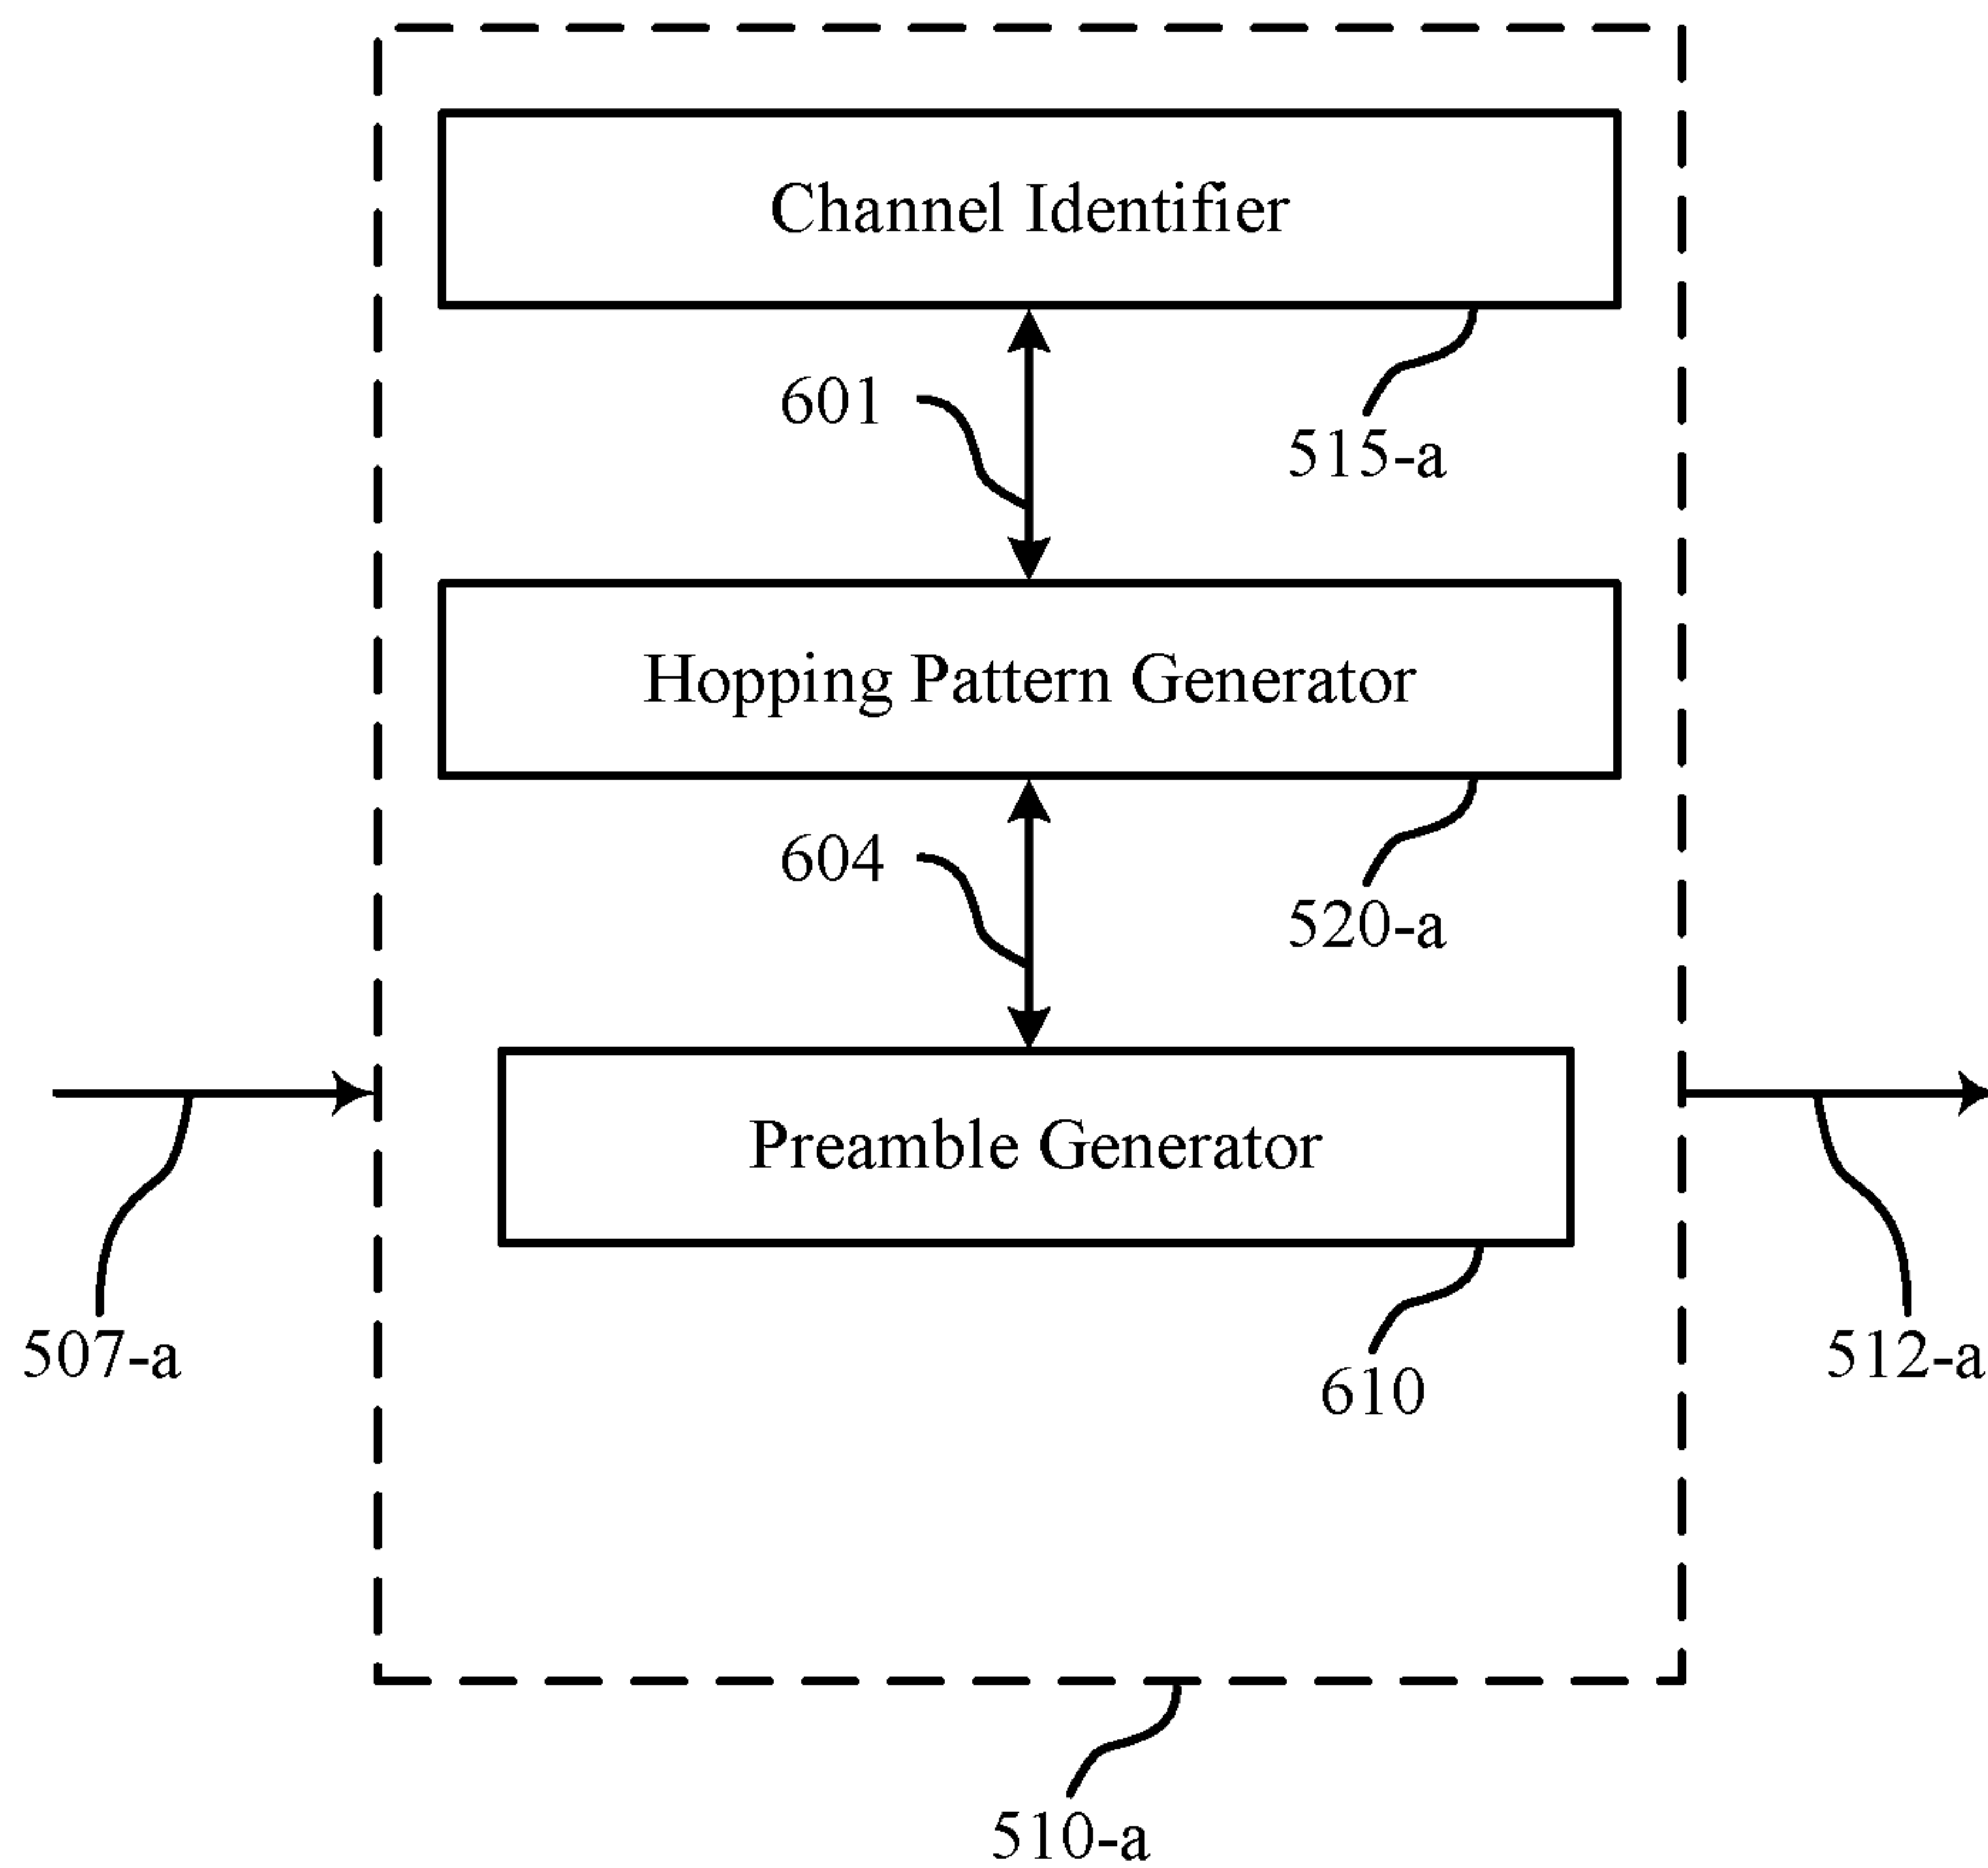 Channel Identifier
601
515-a
Hopping Pattern Generator
604
520-a
Preamble Generator
507-a
610
512-a
510-a